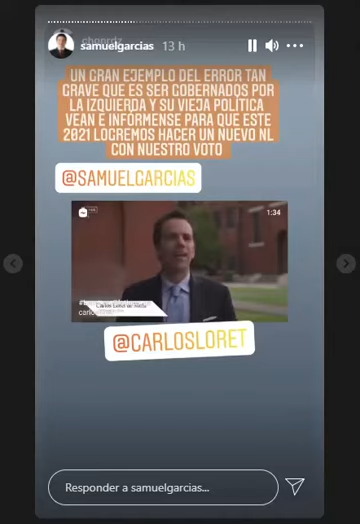 samuelgarcias 13 h
UN GRAN EJEMPLO DEL ERROR TAN
GRAVE QUE ES SER GOBERNADOS POR
LA IZQUIERDA Y SU VIEJA POLÍTICA
VEAN E INFÓRMENSE PARA QUE ESTE
2021 LOGREMOS HACER UN NUEVO NL
CON NUESTRO VOTO
@SAMUELGARCIAS
1:34
Carlos Loret de Mola
@CARLOSLORET
Responder a samuelgarcias...